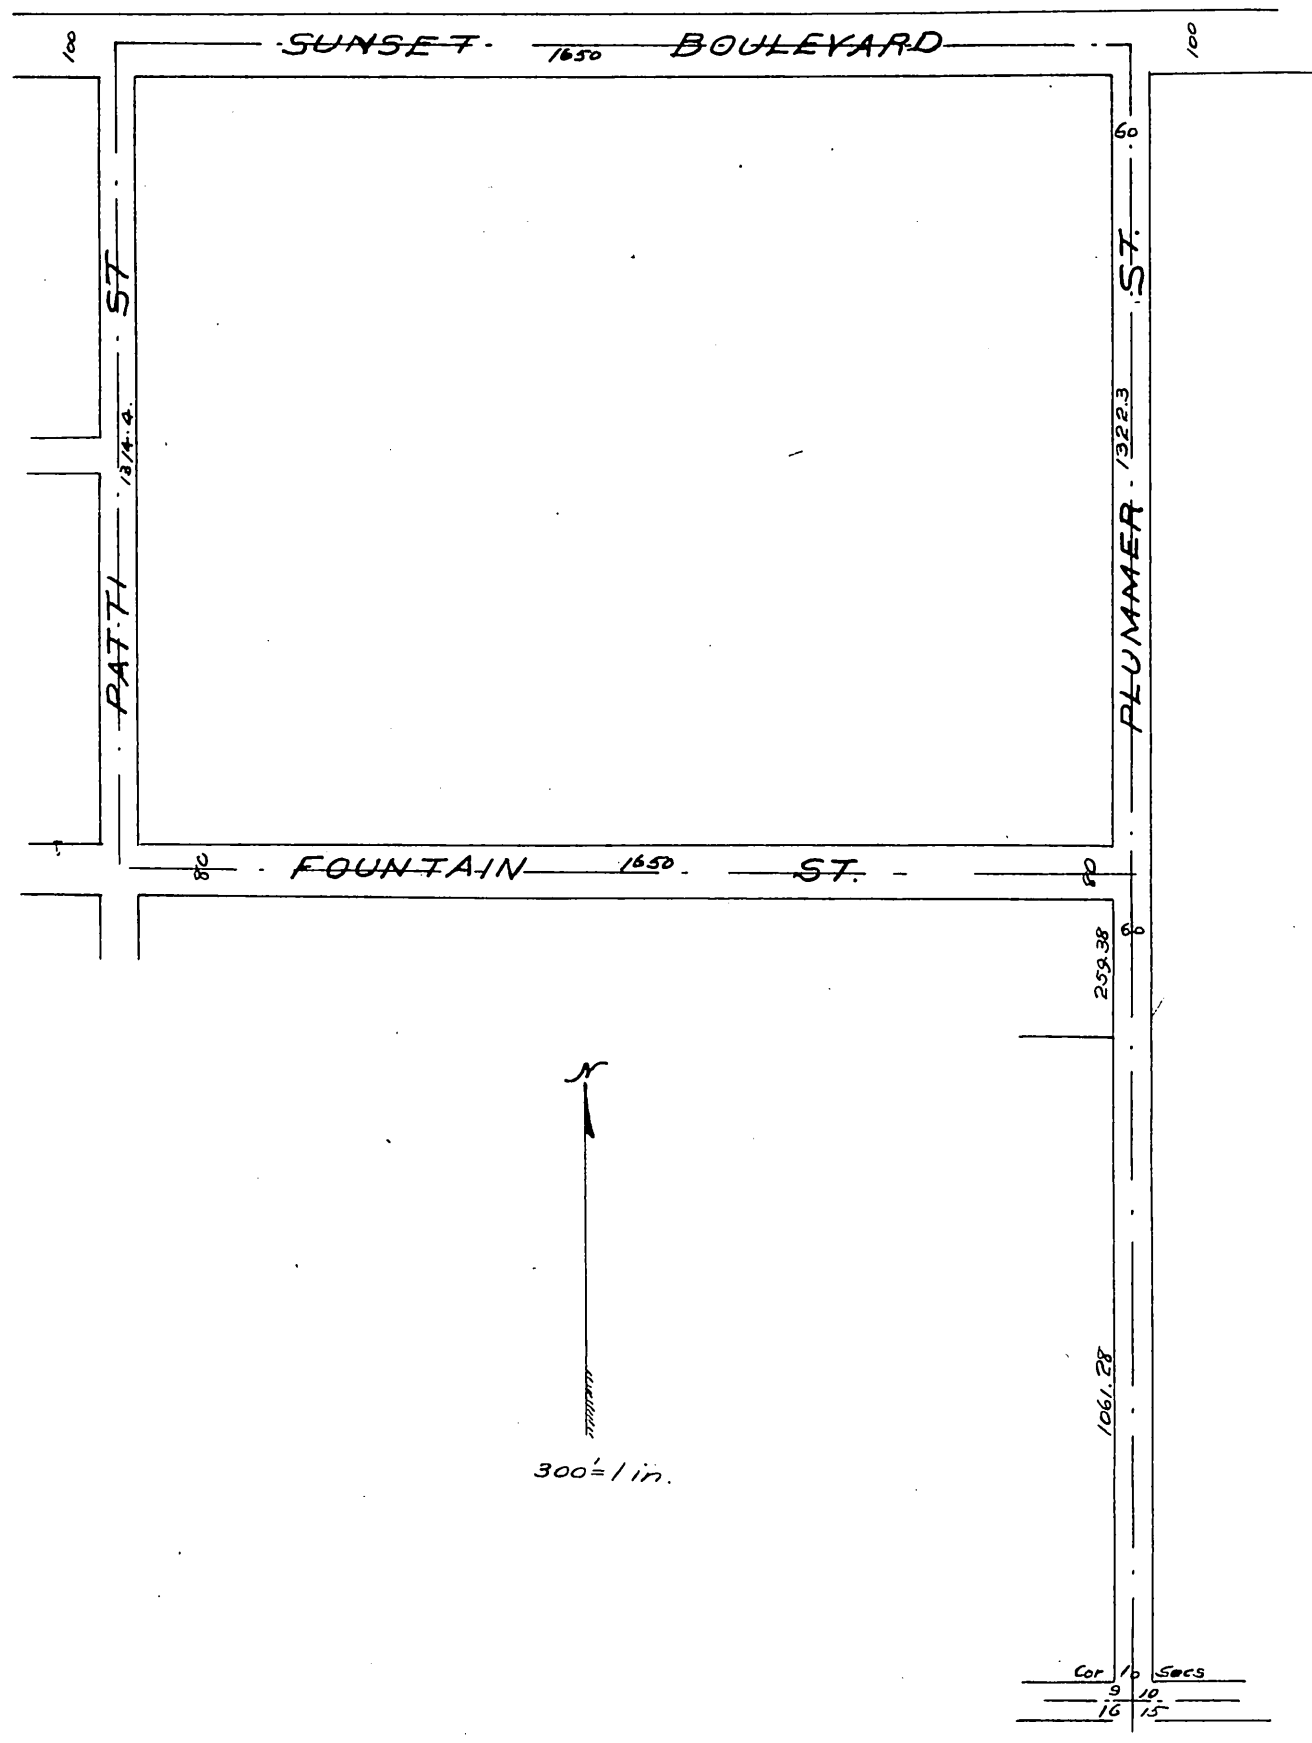 100
SUNSET 1650 BOULEVARD
100
60
PATTI 1314.4 ST
PLUMMER 1322.3 ST.
80
FOUNTAIN 1650 ST.
80
60
259.38
N
300'=1 in.
1061.28
Cor Secs
9 10
16 15